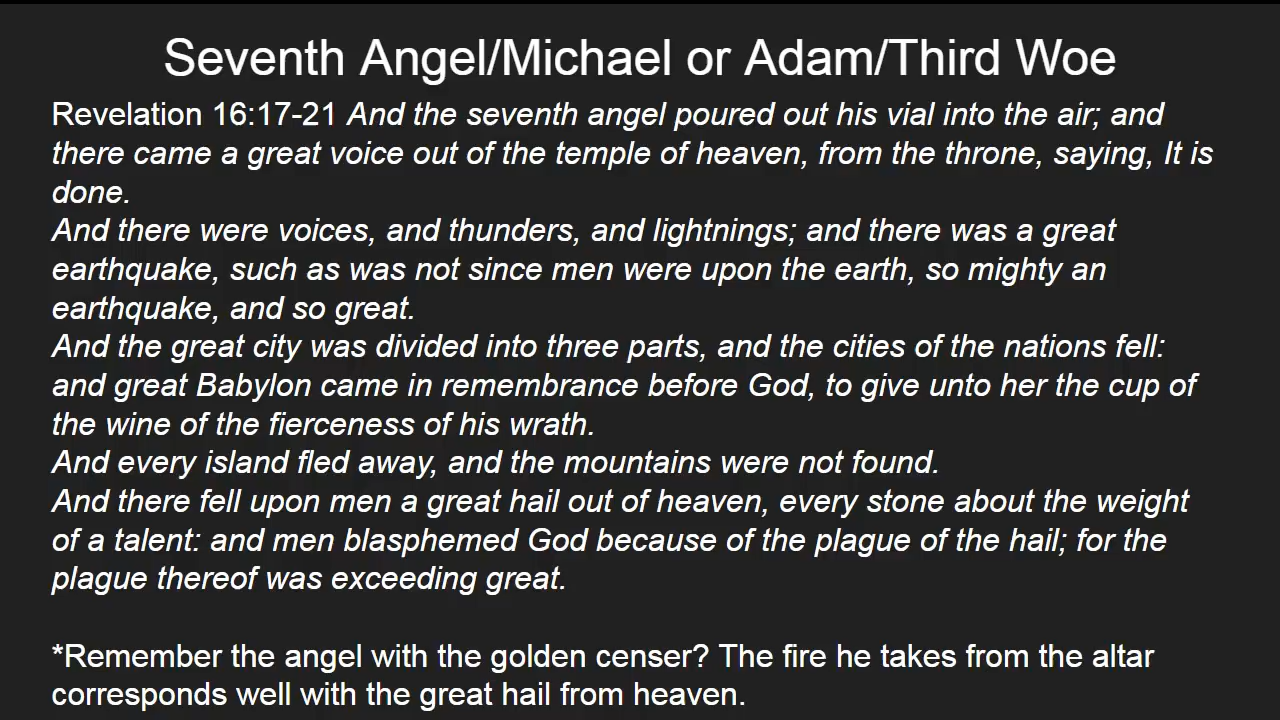 Seventh Angel/Michael or Adam/Third Woe
Revelation 16:17-21 And the seventh angel poured out his vial into the air; and
there came a great voice out of the temple of heaven, from the throne, saying, It is
done.
And there were voices, and thunders, and lightnings; and there was a great
earthquake, such as was not since men were upon the earth, so mighty an
earthquake, and so great.
And the great city was divided into three parts, and the cities of the nations fell:
and great Babylon came in remembrance before God, to give unto her the cup of
the wine of the fierceness of his wrath.
And every island fled away, and the mountains were not found.
And there fell upon men a great hail out of heaven, every stone about the weight
of a talent: and men blasphemed God because of the plague of the hail; for the
plague thereof was exceeding great.
*Remember the angel with the golden censer? The fire he takes from the altar
corresponds well with the great hail from heaven.